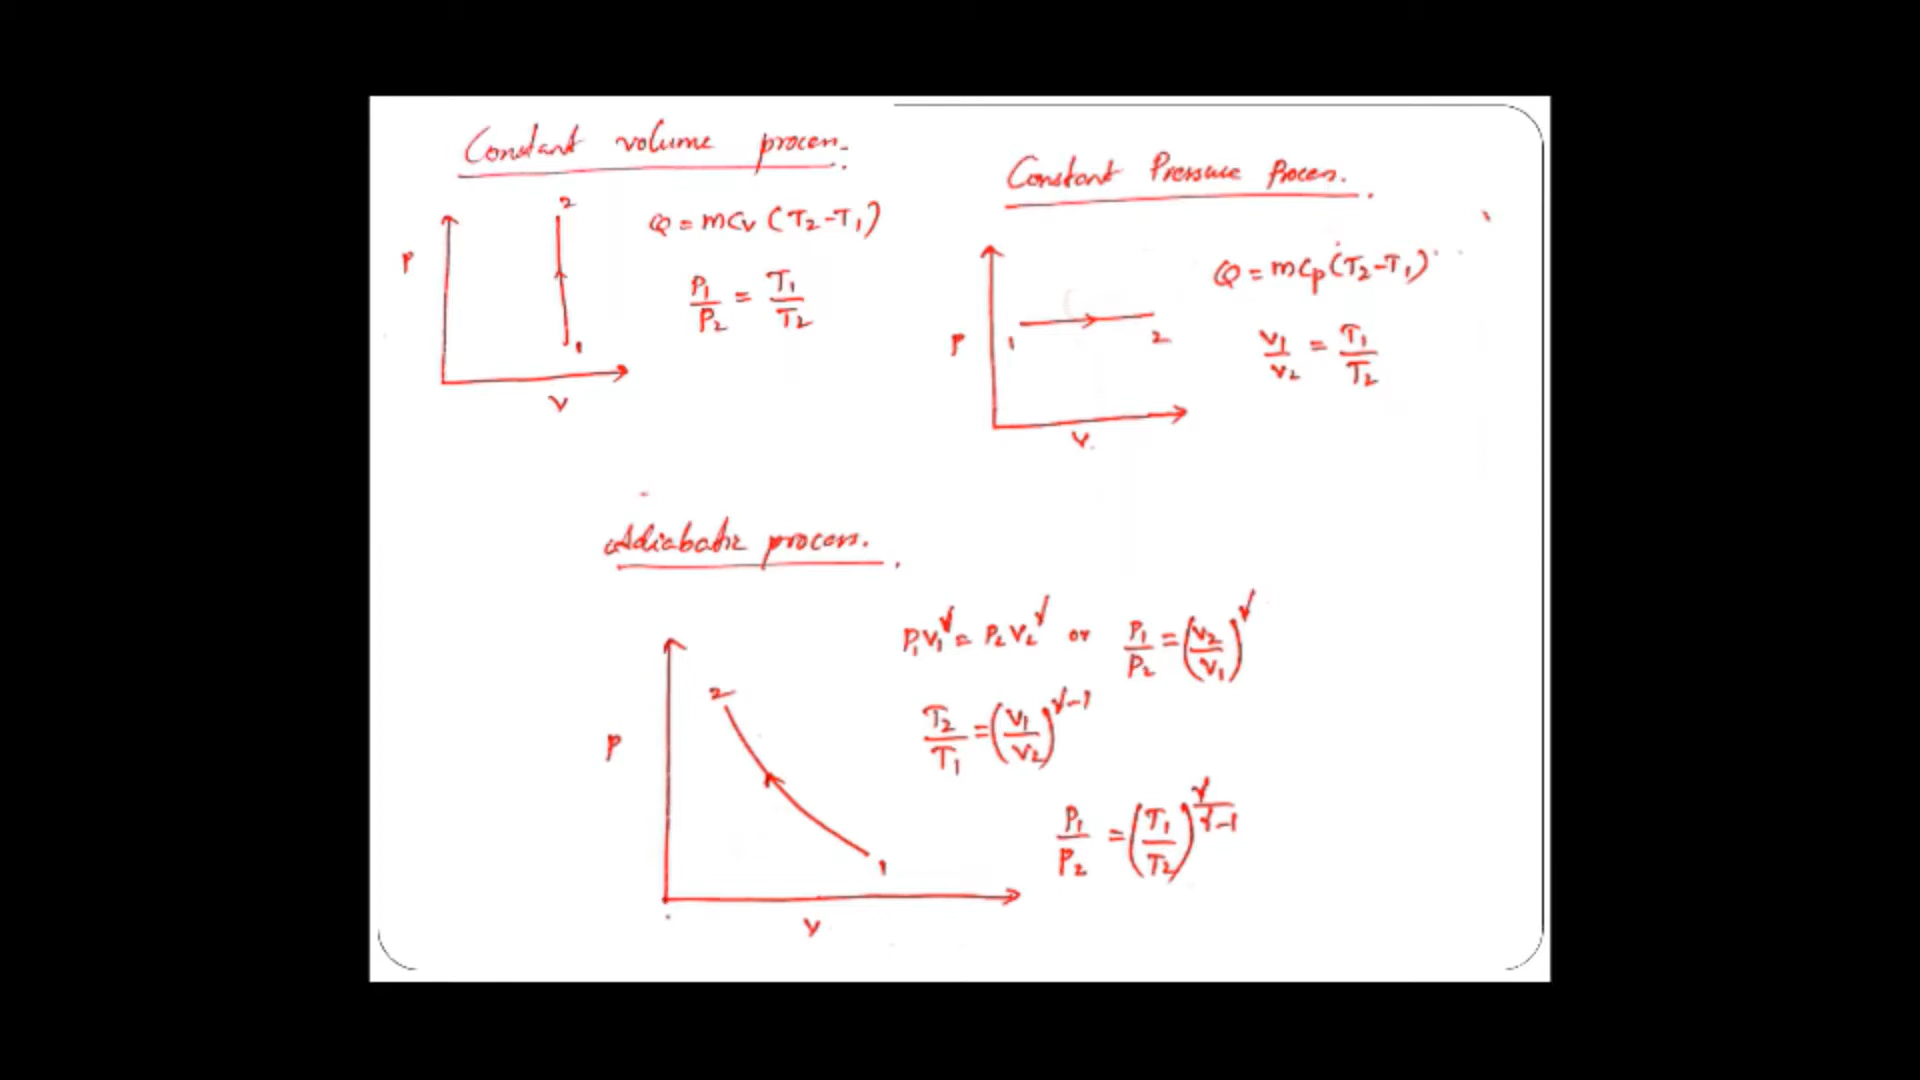 Constant volume process.
2
P
1
V
Q = mCv (T2-T1)
P1/P2 = T1/T2
Constant Pressure Process.
P
1
2
V
Q = mCp (T2-T1)
V1/V2 = T1/T2
Adiabatic process.
P1V1^γ = P2V2^γ or P1/P2 = (V2/V1)^γ
T2/T1 = (V1/V2)^γ-1
P1/P2 = (T1/T2)^γ/γ-1
2
P
1
V